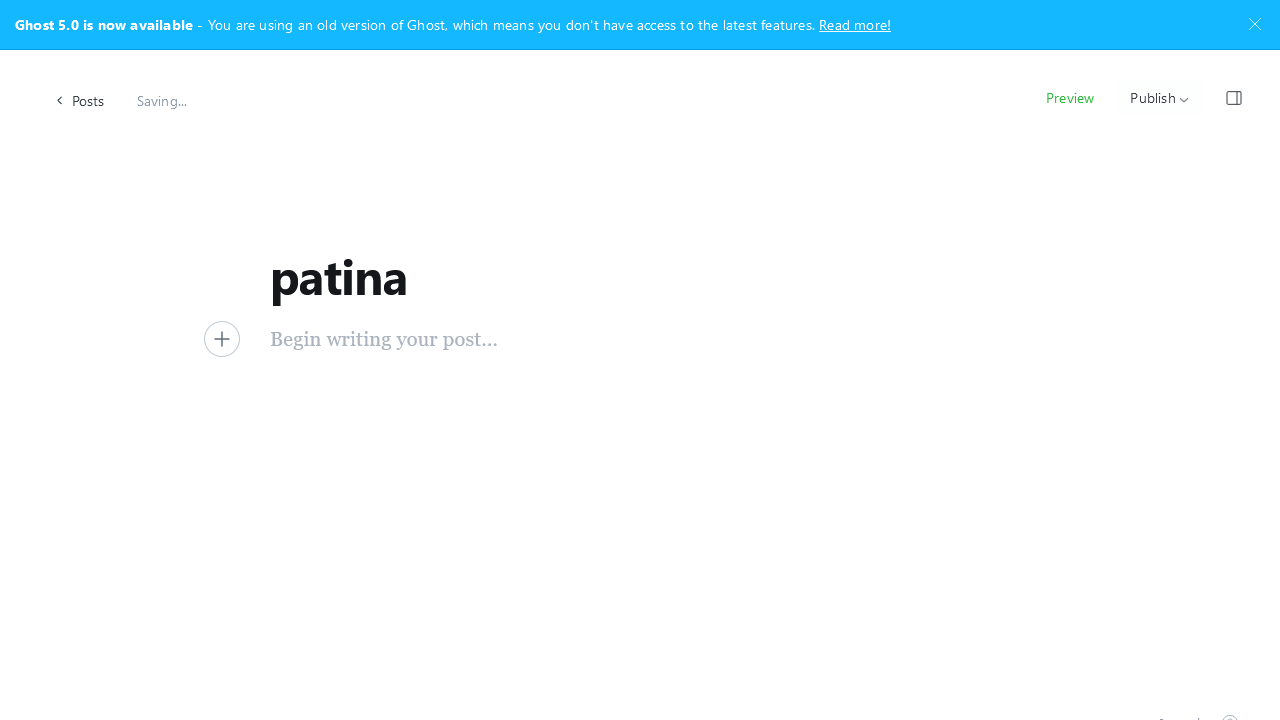 Ghost 5.0 is now available - You are using an old version of Ghost, which means you don't have access to the latest features. Read more!
Posts
Saving...
Preview
Publish
patina
Begin writing your post...